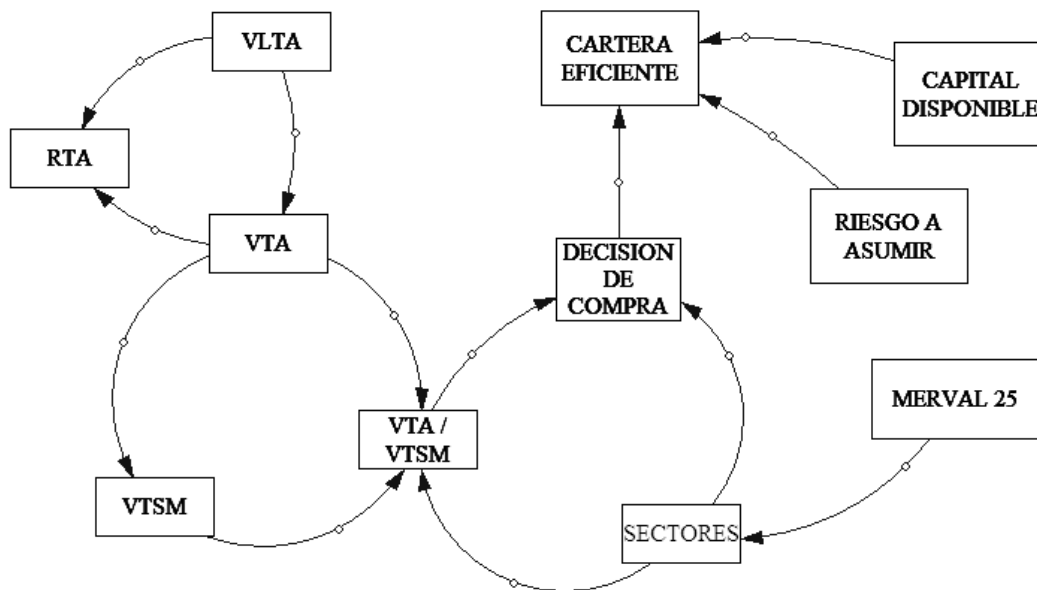 VLTA
CARTERA
EFICIENTE
CAPITAL
DISPONIBLE
RTA
RIESGO A
ASUMIR
VTA
DECISION
DE
COMPRA
MERVAL 25
VTA /
VTSM
VTSM
SECTORES